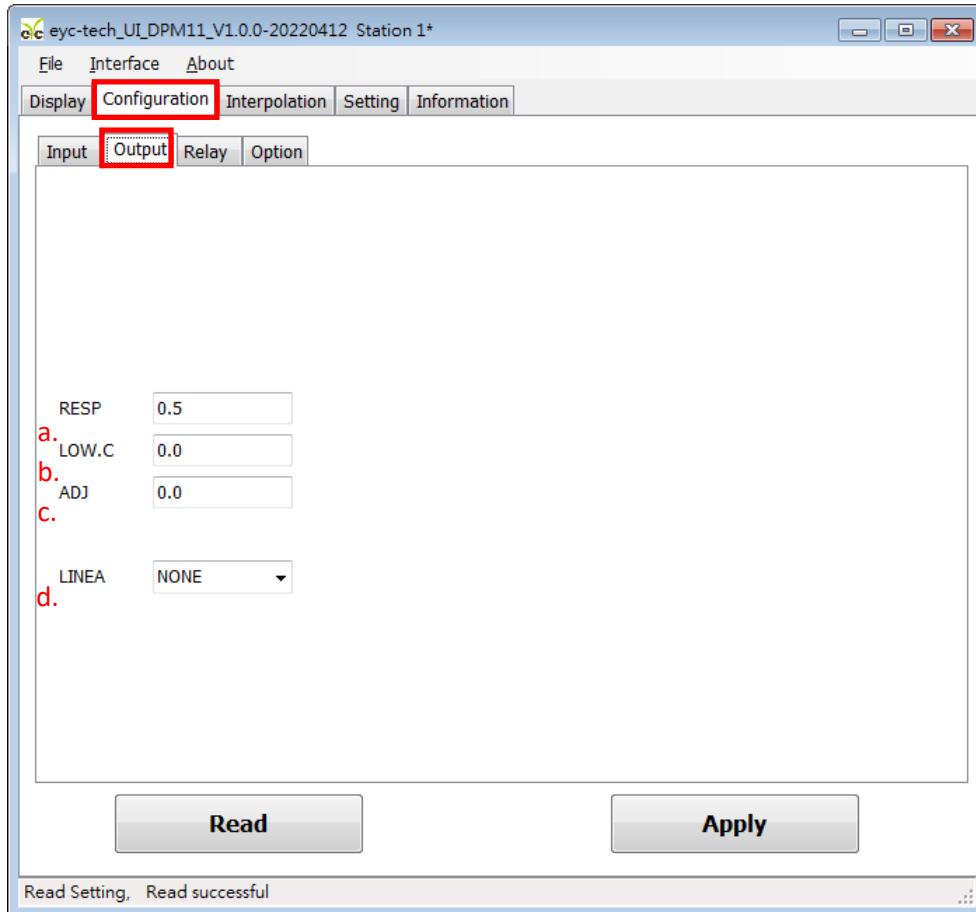 eyc eyc-tech_UI_DPM11_V1.0.0-20220412 Station 1*
File Interface About
Display Configuration Interpolation Setting Information
Input Output Relay Option
RESP 0.5
a.
LOW.C 0.0
b.
ADJ 0.0
c.
LINEA NONE
d.
Read Apply
Read Setting, Read successful